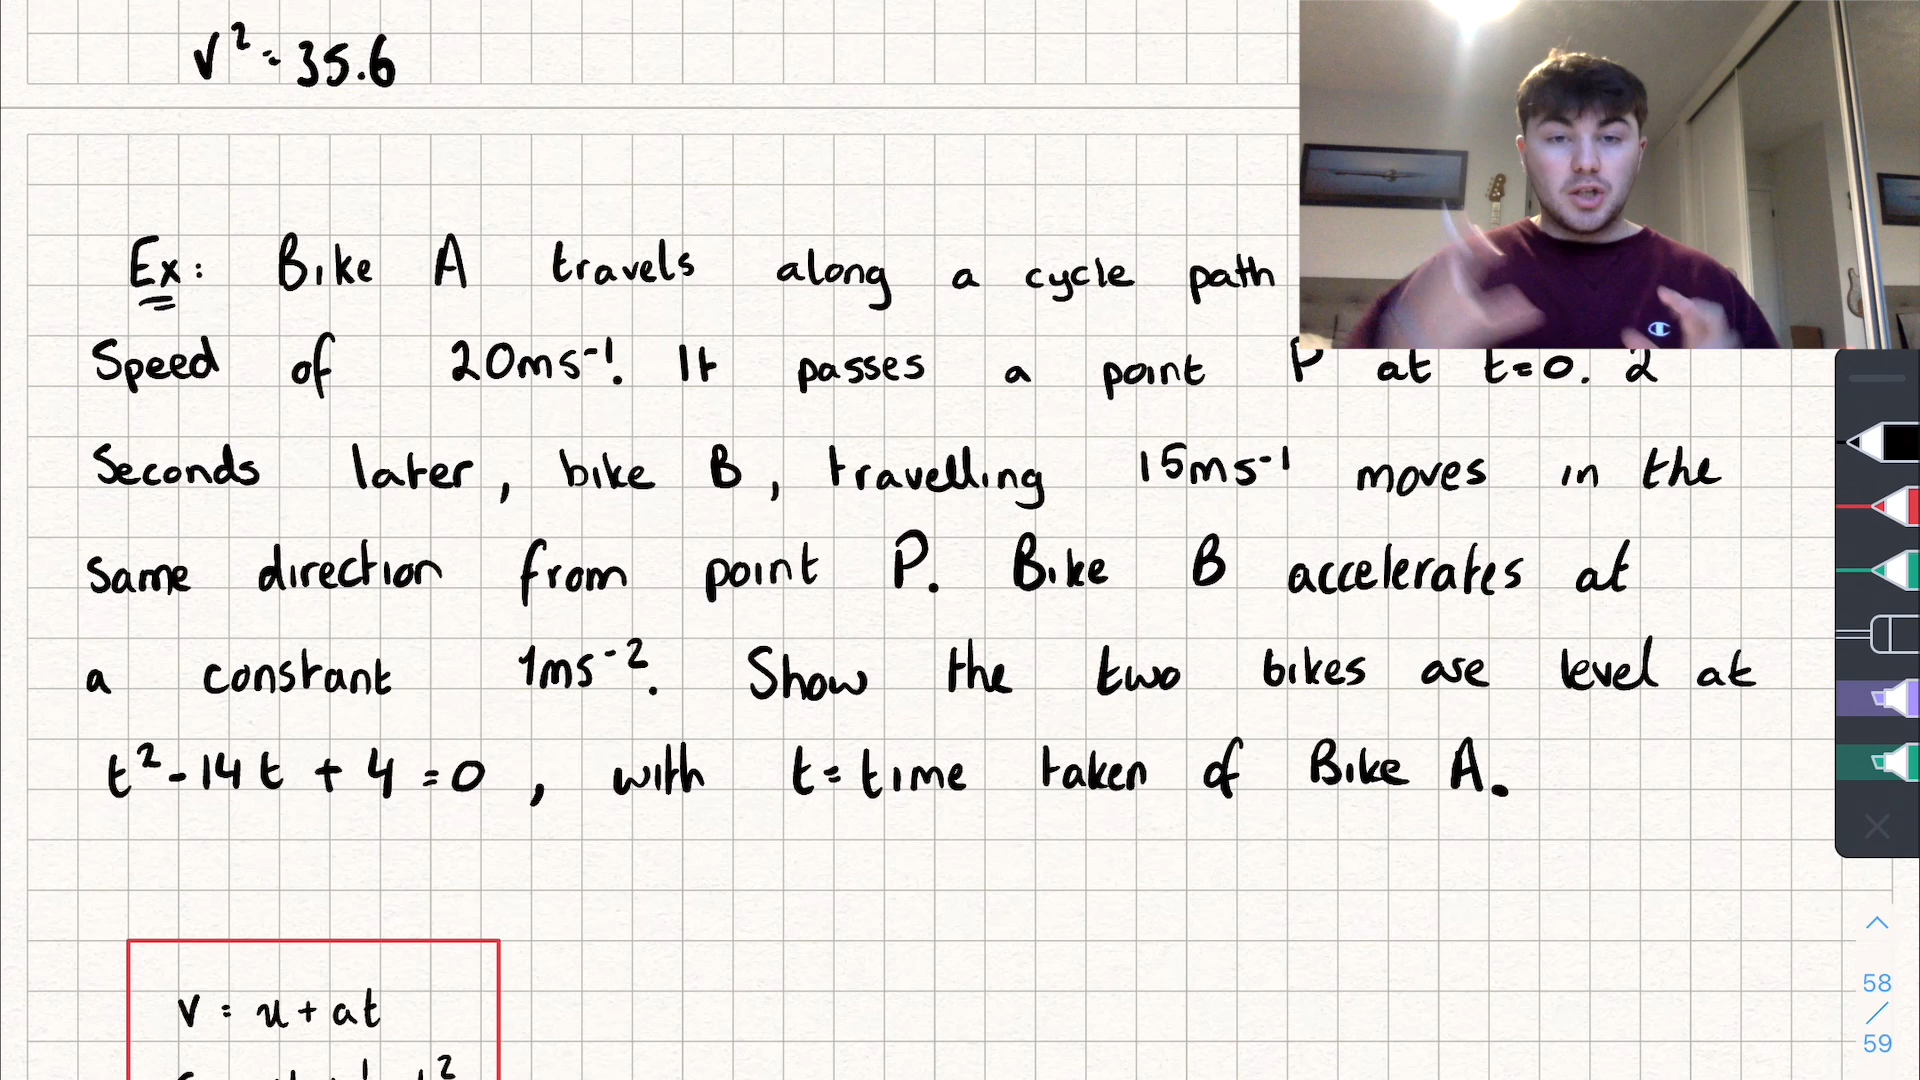 v² = 35.6
Ex: Bike A travels along a cycle path
Speed of 20ms⁻¹. It passes a point P at t=0. 2
Seconds later, bike B, travelling 15ms⁻¹ moves in the
same direction from point P. Bike B accelerates at
a constant 1ms⁻². Show the two bikes are level at
t² - 14t + 4 = 0, with t = time taken of Bike A.
v = u + at
58
/
59